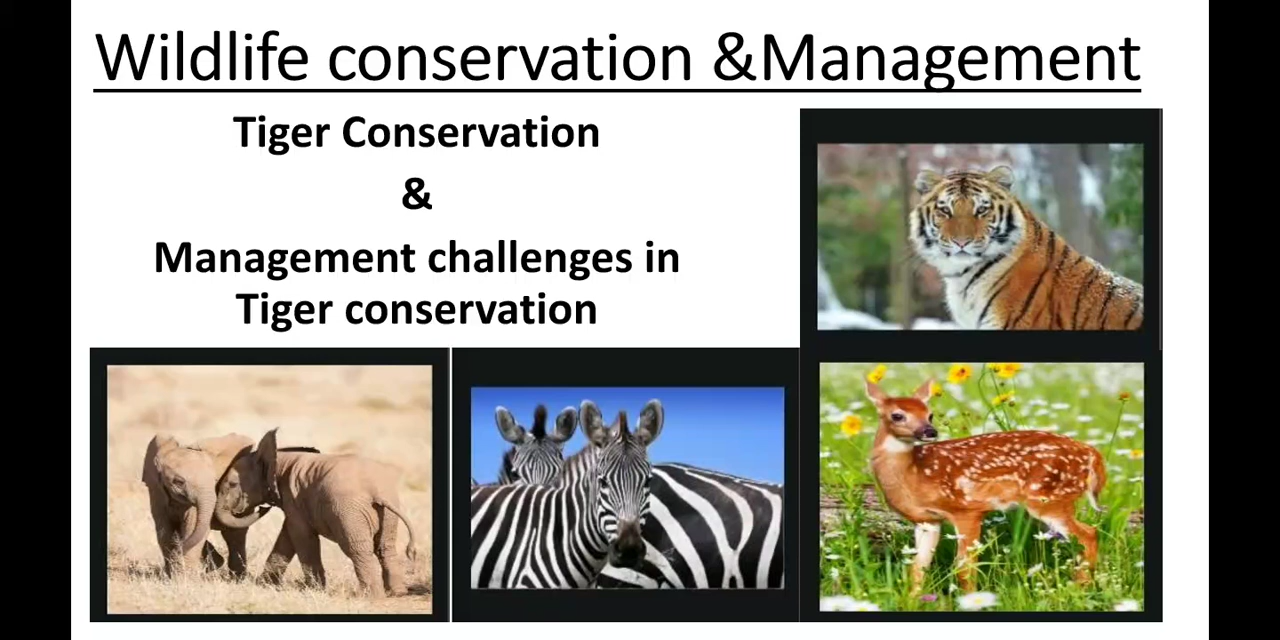 Wildlife conservation &Management
Tiger Conservation
&
Management challenges in
Tiger conservation